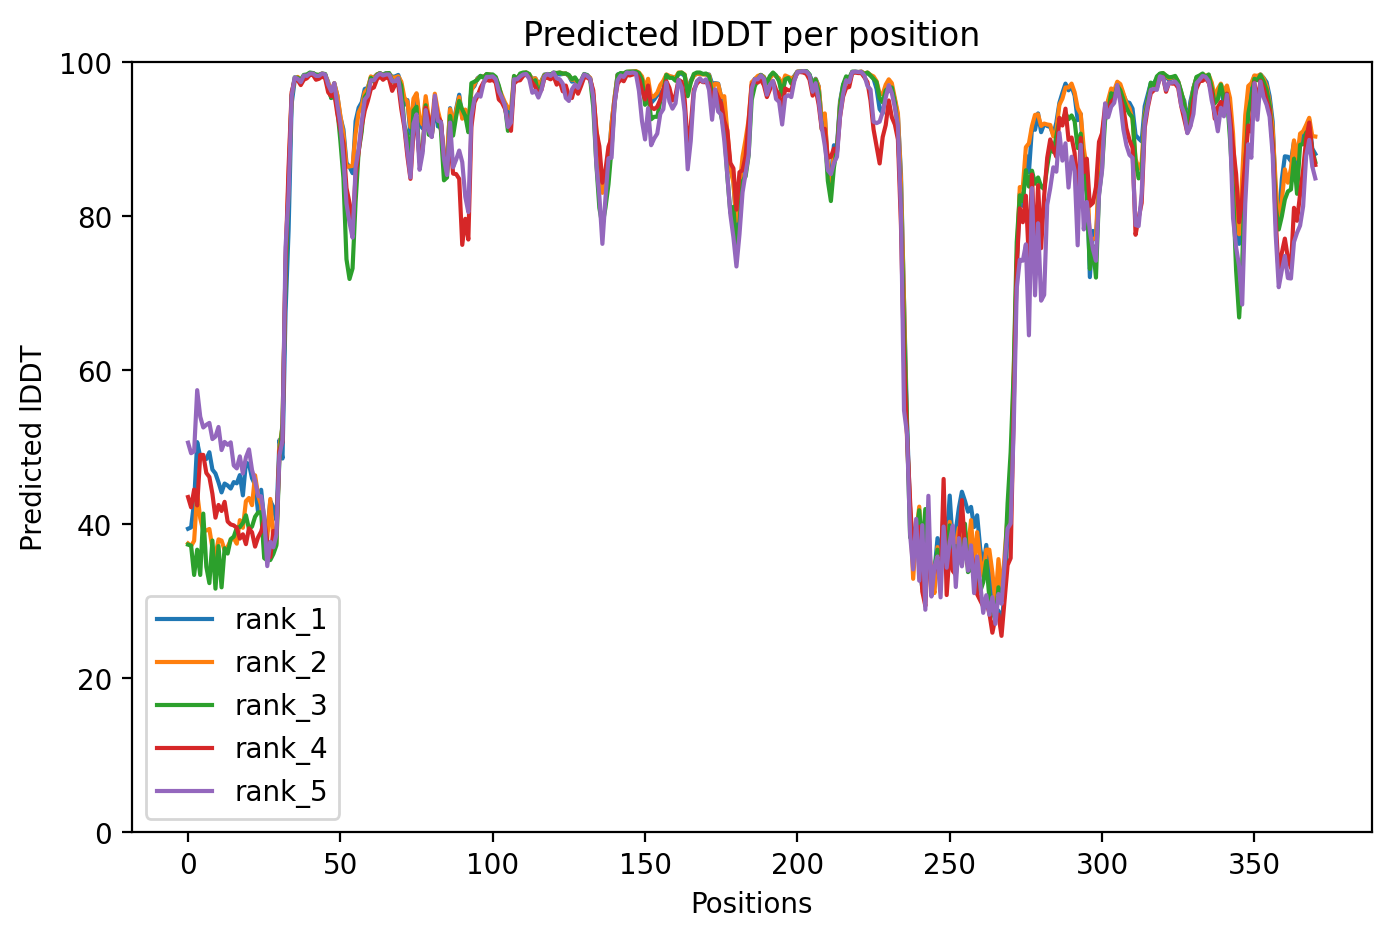 Predicted lDDT per position
100
80
60
40
20
0
Predicted lDDT
rank_1
rank_2
rank_3
rank_4
rank_5
0 50 100 150 200 250 300 350
Positions